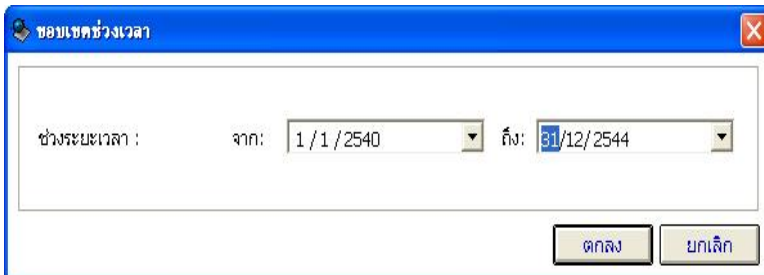 ขอบเขตช่วงเวลา
ช่วงระยะเวลา : จาก: 1 / 1 / 2540 ถึง: 31/12/2544
ตกลง ยกเลิก